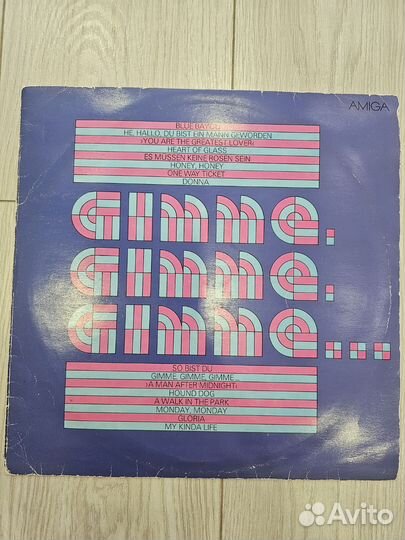 AMIGA
BLUE BAYOU
HE, HALLO, DU BIST EIN MANN GEWORDEN
›YOU ARE THE GREATEST LOVER‹
HEART OF GLASS
ES MÜSSEN KEINE ROSEN SEIN
HONEY, HONEY
ONE WAY TICKET
DONNA
GIMME.
GIMME.
GIMME...
SO BIST DU
GIMME, GIMME, GIMME...
›A MAN AFTER MIDNIGHT‹
HOUND DOG
A WALK IN THE PARK
MONDAY, MONDAY
GLORIA
MY KINDA LIFE
Avito